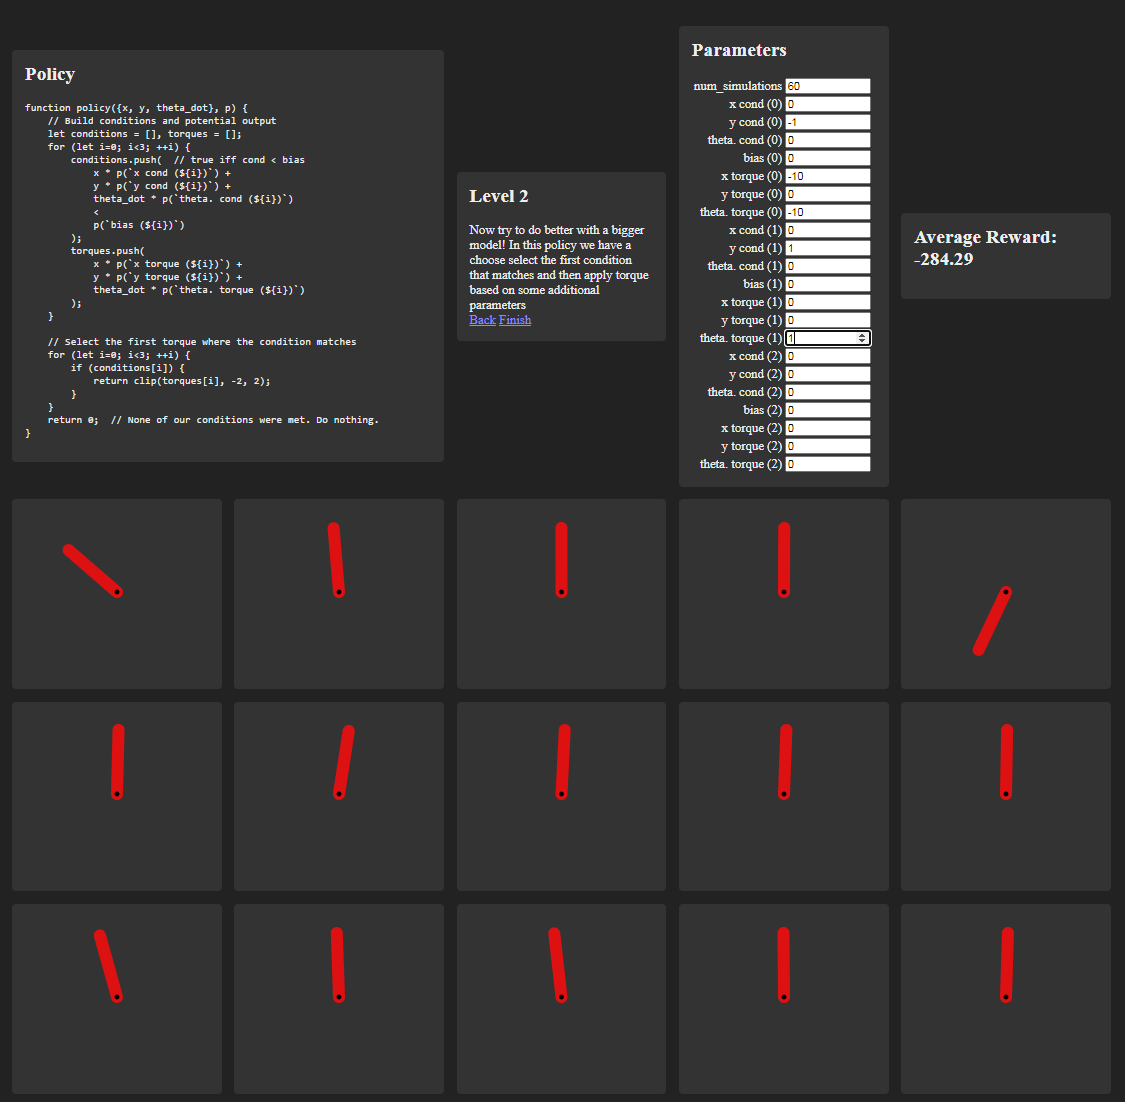 Policy
function policy({x, y, theta_dot}, p) {
    // Build conditions and potential output
    let conditions = [], torques = [];
    for (let i=0; i<3; ++i) {
        conditions.push(  // true iff cond < bias
            x * p(`x cond (${i})`) +
            y * p(`y cond (${i})`) +
            theta_dot * p(`theta. cond (${i})`)
            <
            p(`bias (${i})`)
        );
        torques.push(
            x * p(`x torque (${i})`) +
            y * p(`y torque (${i})`) +
            theta_dot * p(`theta. torque (${i})`)
        );
    }

    // Select the first torque where the condition matches
    for (let i=0; i<3; ++i) {
        if (conditions[i]) {
            return clip(torques[i], -2, 2);
        }
    }
    return 0;  // None of our conditions were met. Do nothing.
}
Level 2
Now try to do better with a bigger
model! In this policy we have a
choose select the first condition
that matches and then apply torque
based on some additional
parameters
Back Finish
Parameters
num_simulations 60
x cond (0) 0
y cond (0) -1
theta. cond (0) 0
bias (0) 0
x torque (0) -10
y torque (0) 0
theta. torque (0) -10
x cond (1) 0
y cond (1) 1
theta. cond (1) 0
bias (1) 0
x torque (1) 0
y torque (1) 0
theta. torque (1) 1
x cond (2) 0
y cond (2) 0
theta. cond (2) 0
bias (2) 0
x torque (2) 0
y torque (2) 0
theta. torque (2) 0
Average Reward:
-284.29